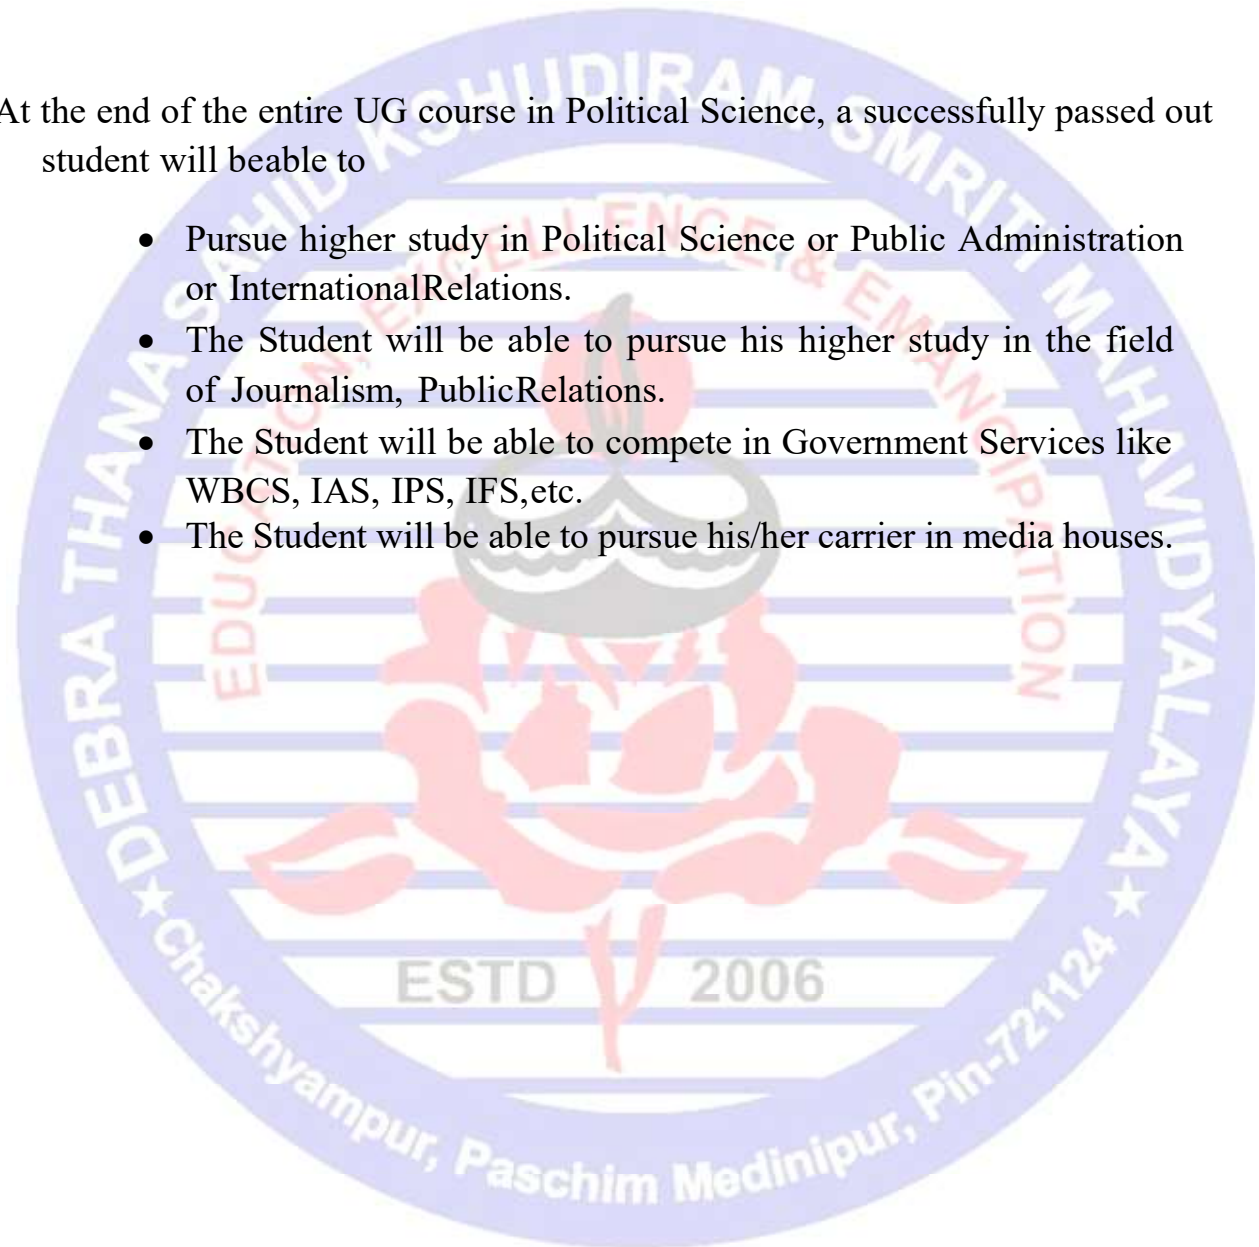 At the end of the entire UG course in Political Science, a successfully passed out
student will beable to
• Pursue higher study in Political Science or Public Administration
or InternationalRelations.
• The Student will be able to pursue his higher study in the field
of Journalism, PublicRelations.
• The Student will be able to compete in Government Services like
WBCS, IAS, IPS, IFS,etc.
• The Student will be able to pursue his/her carrier in media houses.
DEBRA THANA SAHID KSHUDIRAM SMRITI MAHAVIDYALAYA
EDUCATION, EXCELLENCE & EMANCIPATION
ESTD 2006
Chakshyampur, Paschim Medinipur, Pin-721124